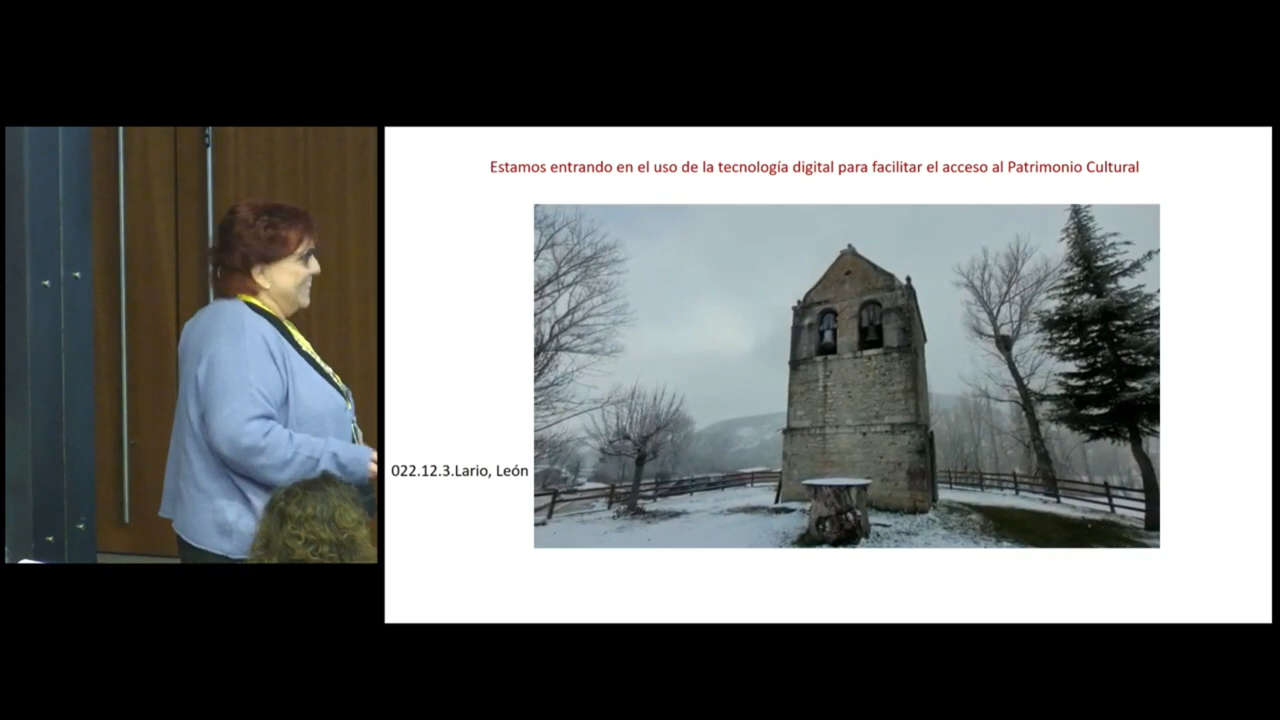 Estamos entrando en el uso de la tecnología digital para facilitar el acceso al Patrimonio Cultural
022.12.3.Lario, León